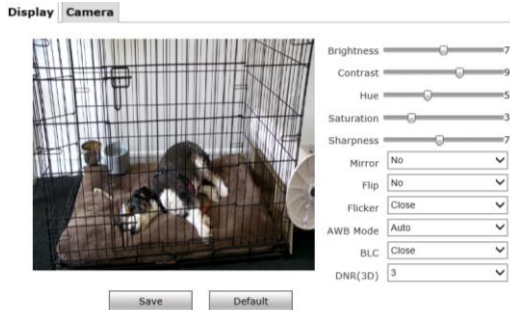 Display Camera
Brightness 7
Contrast 9
Hue 5
Saturation 3
Sharpness 7
Mirror No
Flip No
Flicker Close
AWB Mode Auto
BLC Close
DNR(3D) 3
Save Default